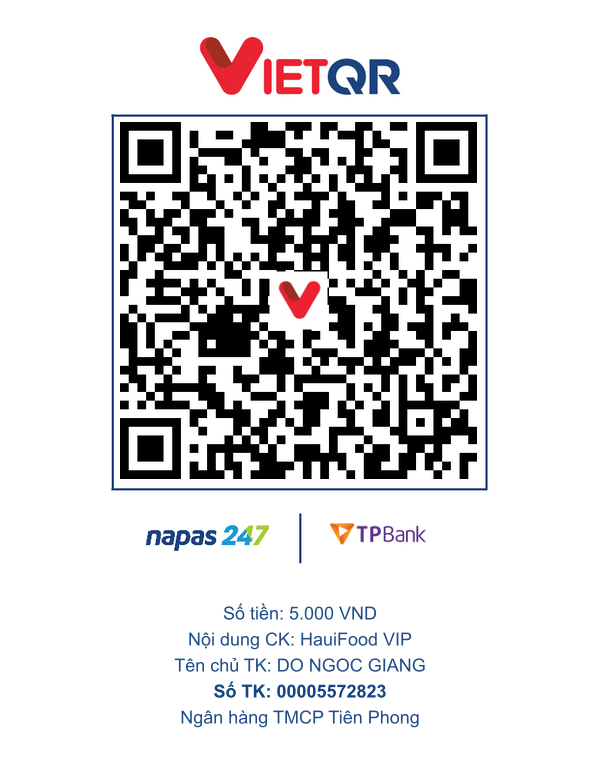 VIETQR
napas 247
TPBank
Số tiền: 5.000 VND
Nội dung CK: HauiFood VIP
Tên chủ TK: DO NGOC GIANG
Số TK: 00005572823
Ngân hàng TMCP Tiên Phong